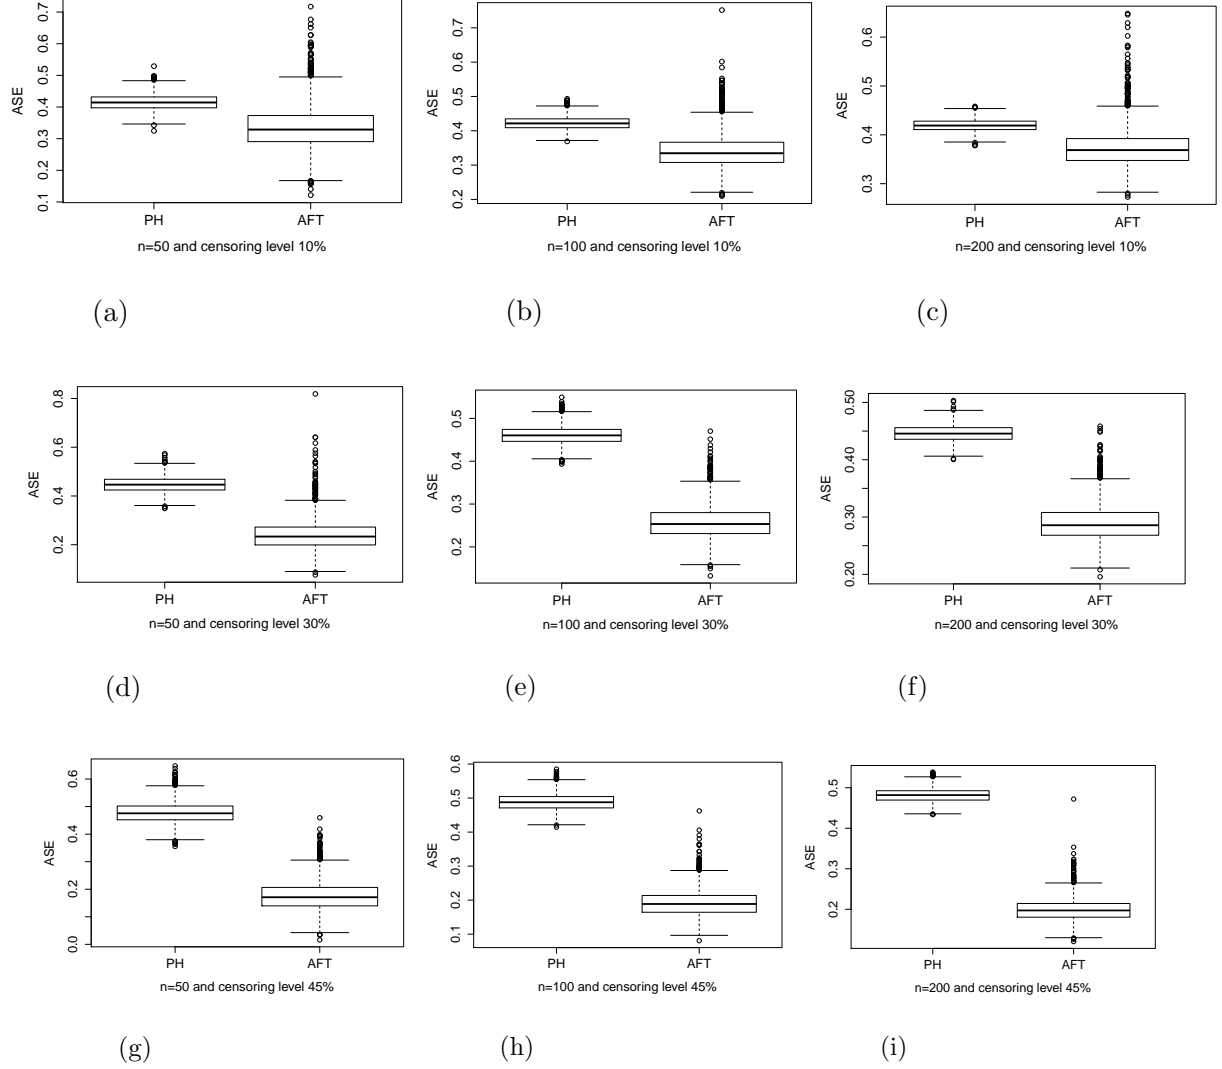 0.7
0.6
0.5
0.4
0.3
0.2
0.1
ASE
PH
AFT
n=50 and censoring level 10%
(a)
0.7
0.6
0.5
0.4
0.3
0.2
ASE
PH
AFT
n=100 and censoring level 10%
(b)
0.6
0.4
0.3
ASE
PH
AFT
n=200 and censoring level 10%
(c)
0.8
0.6
0.4
0.2
ASE
PH
AFT
n=50 and censoring level 30%
(d)
0.5
0.4
0.3
0.2
ASE
PH
AFT
n=100 and censoring level 30%
(e)
0.50
0.40
0.30
0.20
ASE
PH
AFT
n=200 and censoring level 30%
(f)
0.6
0.4
0.2
0.0
ASE
PH
AFT
n=50 and censoring level 45%
(g)
0.6
0.5
0.4
0.3
0.2
0.1
ASE
PH
AFT
n=100 and censoring level 45%
(h)
0.5
0.4
0.3
0.2
ASE
PH
AFT
n=200 and censoring level 45%
(i)